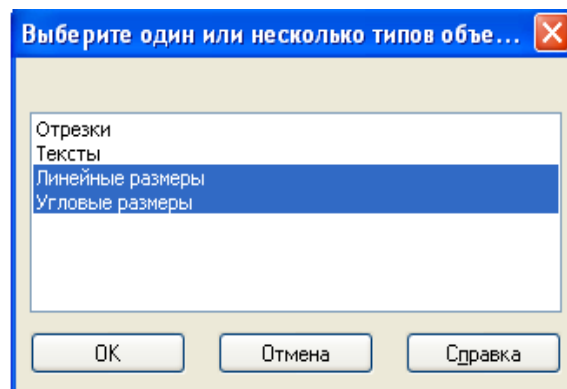 Выберите один или несколько типов объе...
Отрезки
Тексты
Линейные размеры
Угловые размеры
OK
Отмена
Справка